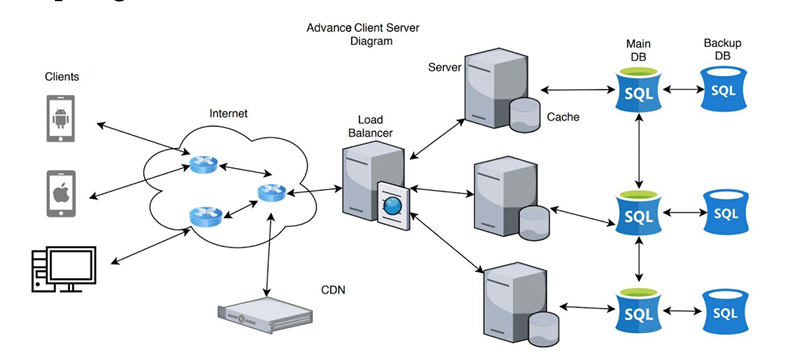 Advance Client Server
Diagram
Main
DB
Backup
DB
Server
Clients
SQL
SQL
Internet
Load
Balancer
Cache
SQL
SQL
CDN
SQL
SQL